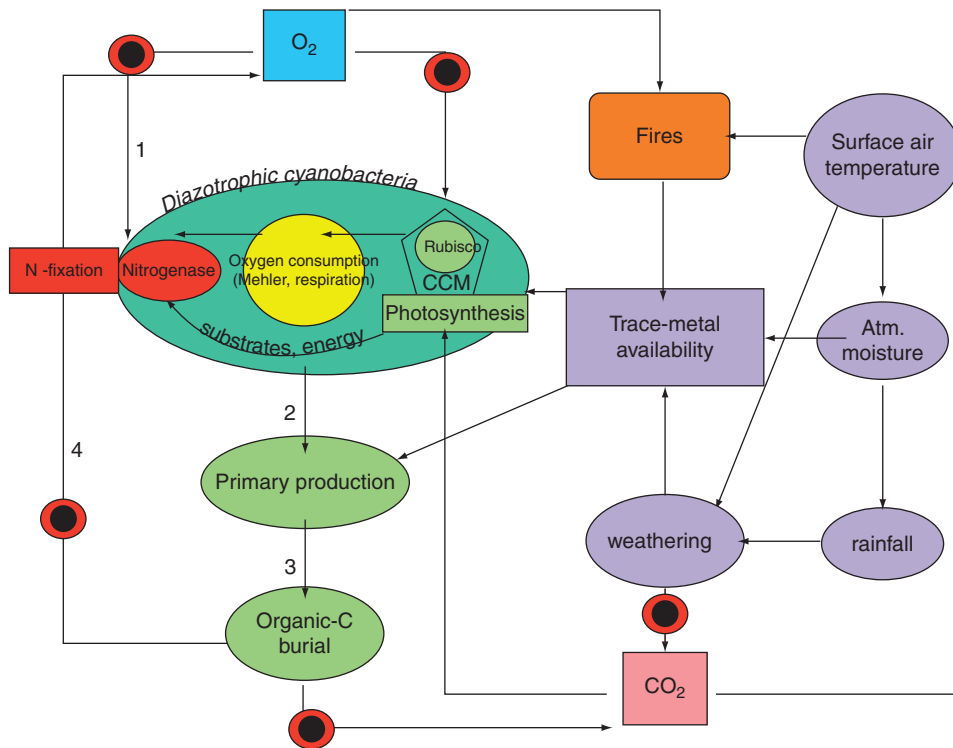 O2
1
Fires
Surface air
temperature
Diazotrophic cyanobacteria
N -fixation
Nitrogenase
Oxygen consumption
(Mehler, respiration)
Rubisco
CCM
Photosynthesis
substrates, energy
Trace-metal
availability
Atm.
moisture
2
4
Primary production
3
weathering
rainfall
Organic-C
burial
CO2